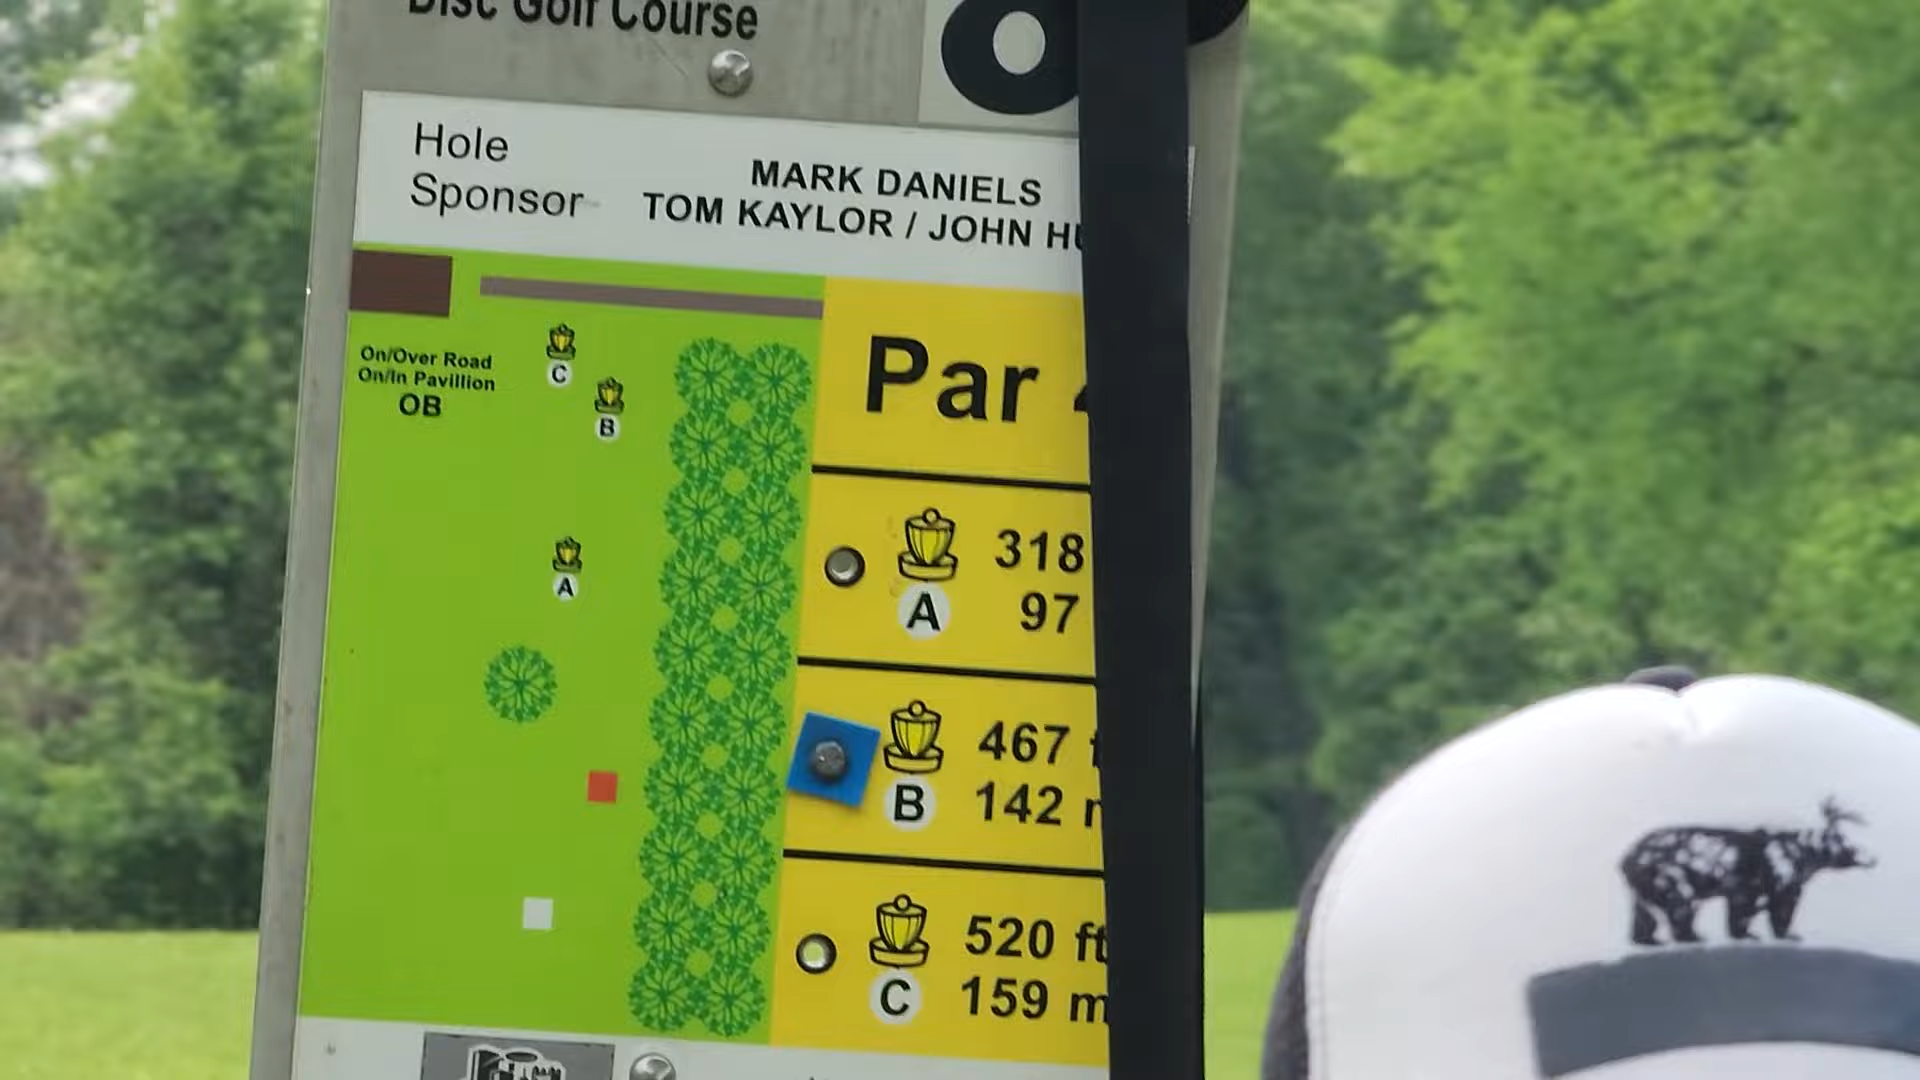 Disc Golf Course
Hole
Sponsor
MARK DANIELS
TOM KAYLOR / JOHN
On/Over Road
On/In Pavillion
OB
C
B
A
Par
318
97
A
467
142
B
520 ft
159 m
C